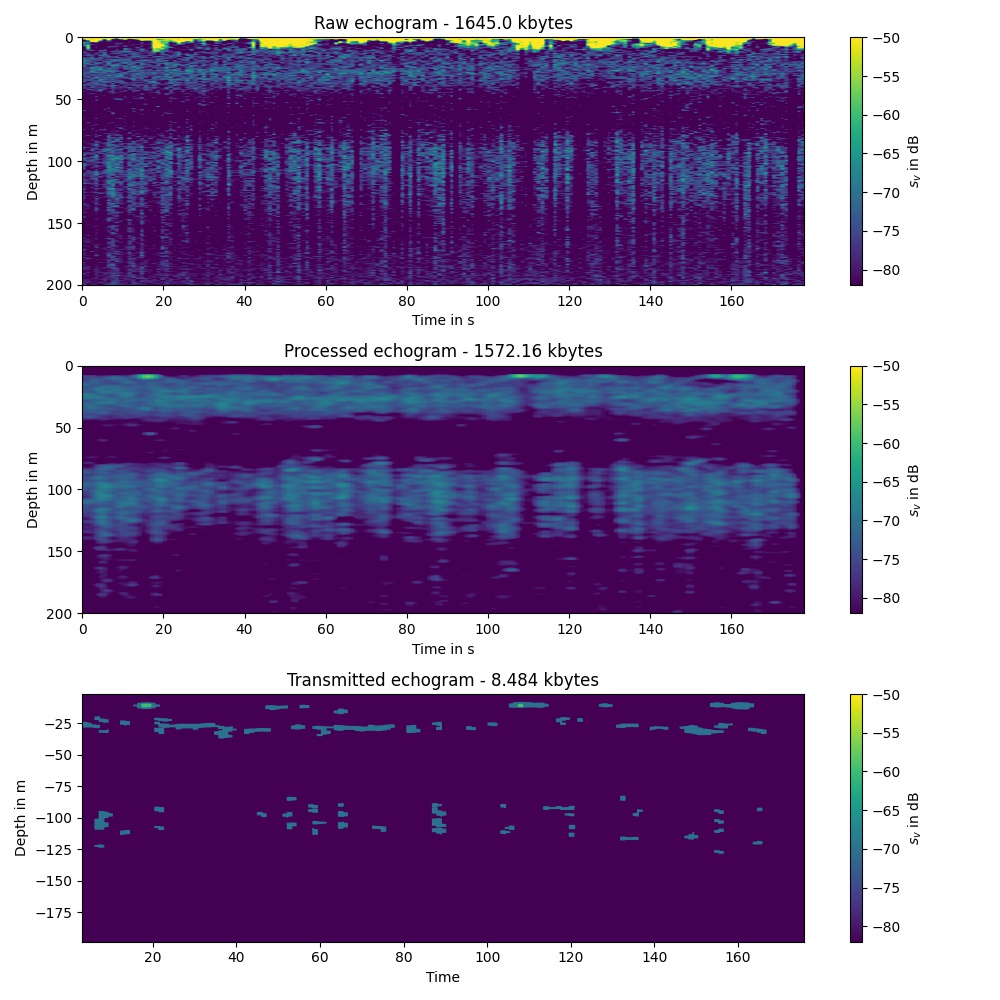 Raw echogram - 1645.0 kbytes
0
50
100
150
200
Depth in m
0 20 40 60 80 100 120 140 160
Time in s
−50
−55
−60
−65
−70
−75
−80
sv in dB
Processed echogram - 1572.16 kbytes
0
50
100
150
200
Depth in m
0 20 40 60 80 100 120 140 160
Time in s
−50
−55
−60
−65
−70
−75
−80
sv in dB
Transmitted echogram - 8.484 kbytes
−25
−50
−75
−100
−125
−150
−175
Depth in m
20 40 60 80 100 120 140 160
Time
−50
−55
−60
−65
−70
−75
−80
sv in dB